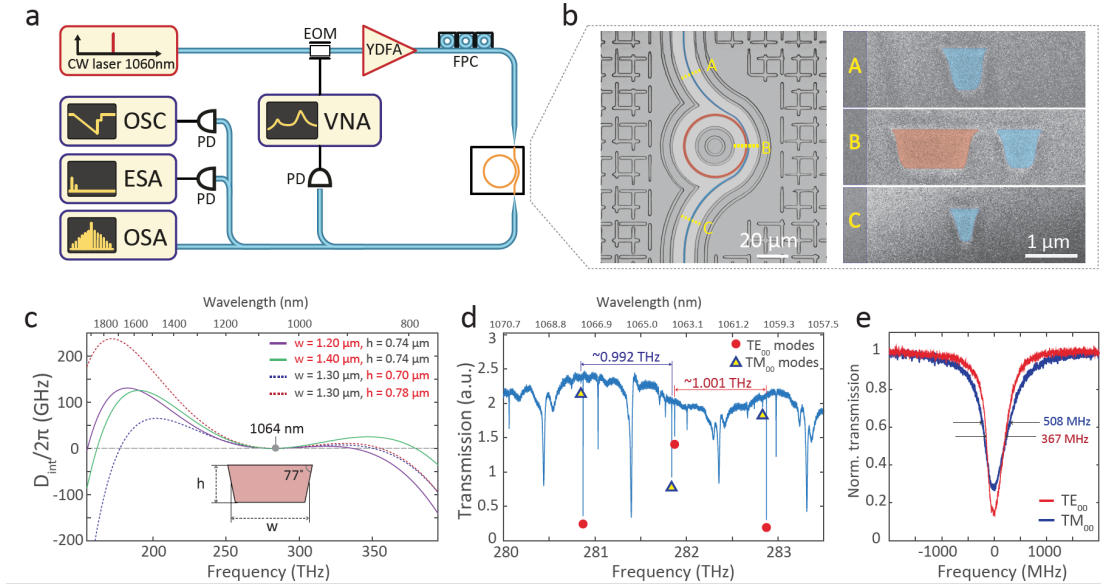 a
CW laser 1060nm
EOM
YDFA
FPC
OSC
PD
VNA
ESA
PD
PD
OSA
b
A
B
C
20 µm
A
B
C
1 µm
c
Wavelength (nm)
1800 1600 1400 1200 1000 800
w = 1.20 µm, h = 0.74 µm
w = 1.40 µm, h = 0.74 µm
w = 1.30 µm, h = 0.70 µm
w = 1.30 µm, h = 0.78 µm
D_int/2π (GHz)
200
100
0
-100
-200
1064 nm
77°
h
w
200 250 300 350
Frequency (THz)
d
Wavelength (nm)
1070.7 1068.8 1066.9 1065.0 1063.1 1061.2 1059.3 1057.5
TE₀₀ modes
TM₀₀ modes
~0.992 THz
~1.001 THz
Transmission (a.u.)
3.0
2.5
2
1.5
1
0.5
0
280 281 282 283
Frequency (THz)
e
Norm. transmission
1
0.8
0.6
0.4
0.2
0
508 MHz
367 MHz
TE₀₀
TM₀₀
-1000 0 1000
Frequency (MHz)